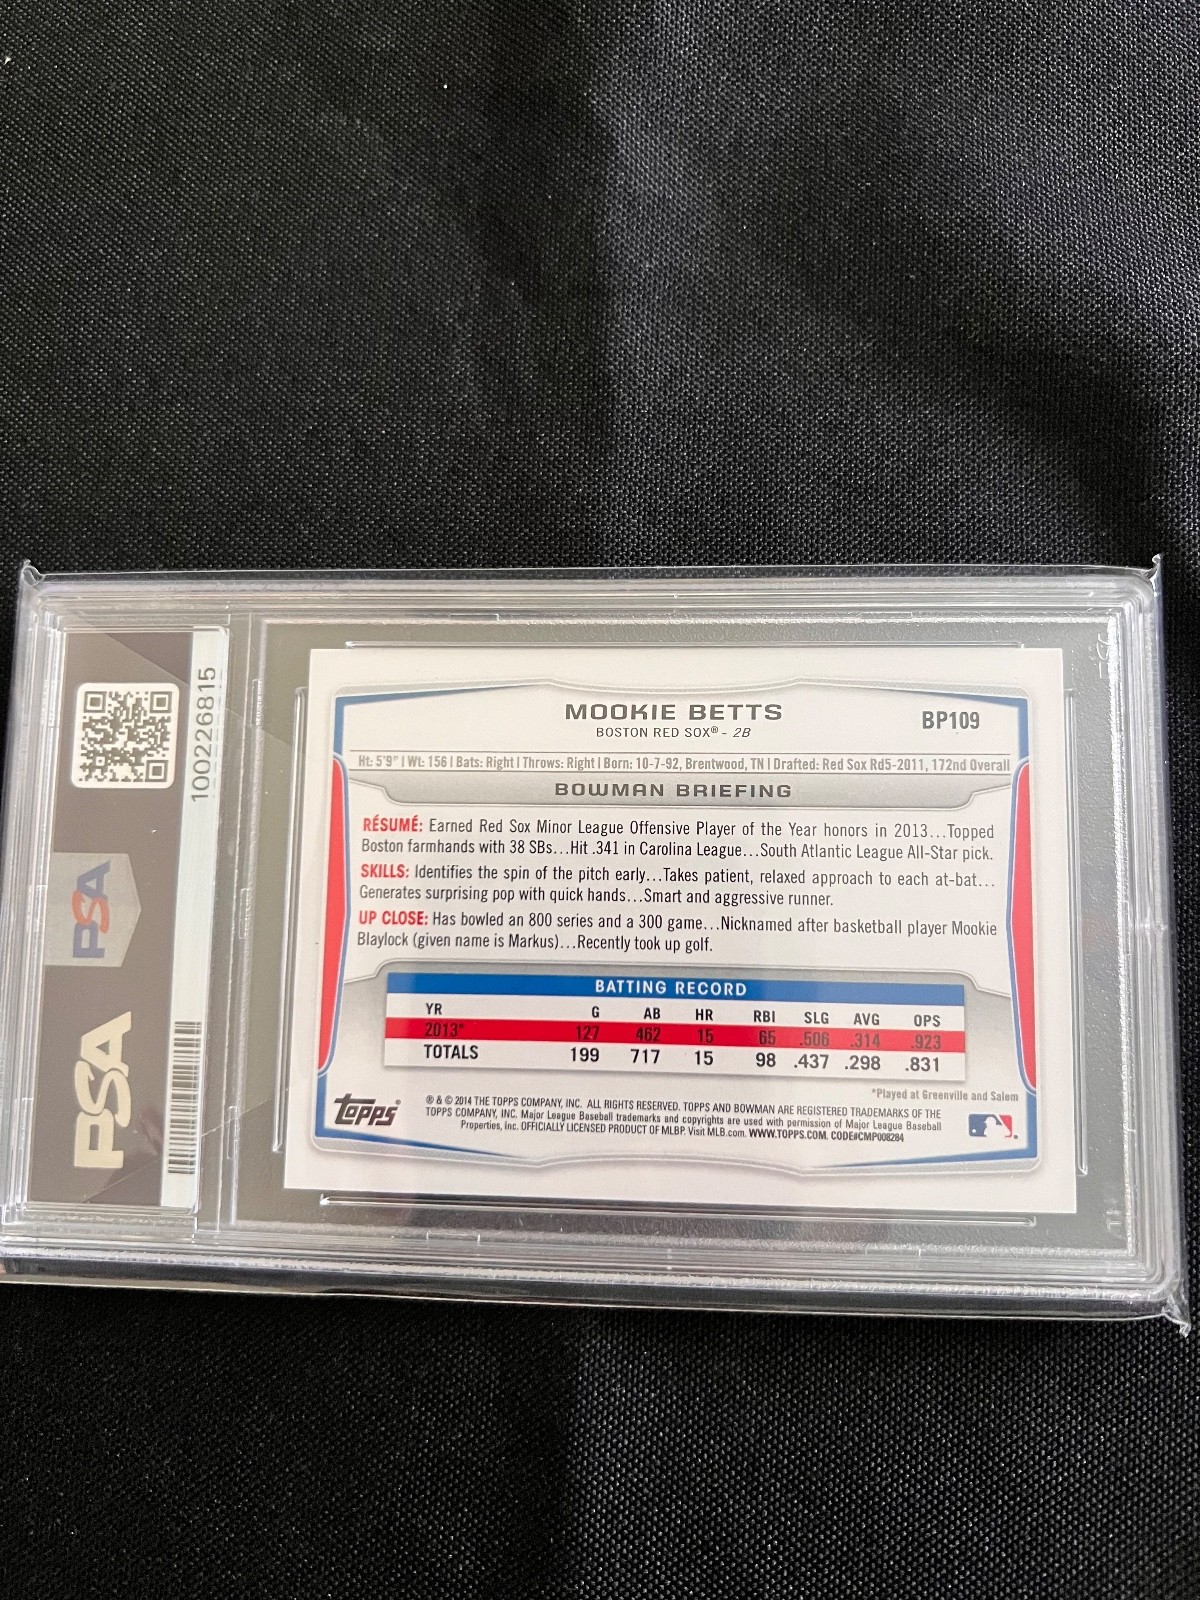 100226815
PSA
PSA
MOOKIE BETTS
BOSTON RED SOX® - 2B
BP109
Ht: 5'9" | Wt: 156 | Bats: Right | Throws: Right | Born: 10-7-92, Brentwood, TN | Drafted: Red Sox Rd5-2011, 172nd Overall
BOWMAN BRIEFING
RÉSUMÉ: Earned Red Sox Minor League Offensive Player of the Year honors in 2013...Topped
Boston farmhands with 38 SBs...Hit .341 in Carolina League...South Atlantic League All-Star pick.
SKILLS: Identifies the spin of the pitch early...Takes patient, relaxed approach to each at-bat...
Generates surprising pop with quick hands...Smart and aggressive runner.
UP CLOSE: Has bowled an 800 series and a 300 game...Nicknamed after basketball player Mookie
Blaylock (given name is Markus)...Recently took up golf.
BATTING RECORD
YR G AB HR RBI SLG AVG OPS
2013* 127 462 15 65 .506 .314 .923
TOTALS 199 717 15 98 .437 .298 .831
*Played at Greenville and Salem
Topps®
® & © 2014 THE TOPPS COMPANY, INC. ALL RIGHTS RESERVED. TOPPS AND BOWMAN ARE REGISTERED TRADEMARKS OF THE
TOPPS COMPANY, INC. Major League Baseball trademarks and copyrights are used with permission of Major League Baseball
Properties, Inc. OFFICIALLY LICENSED PRODUCT OF MLBP. Visit MLB.com. WWW.TOPPS.COM. CODE#CMP008284